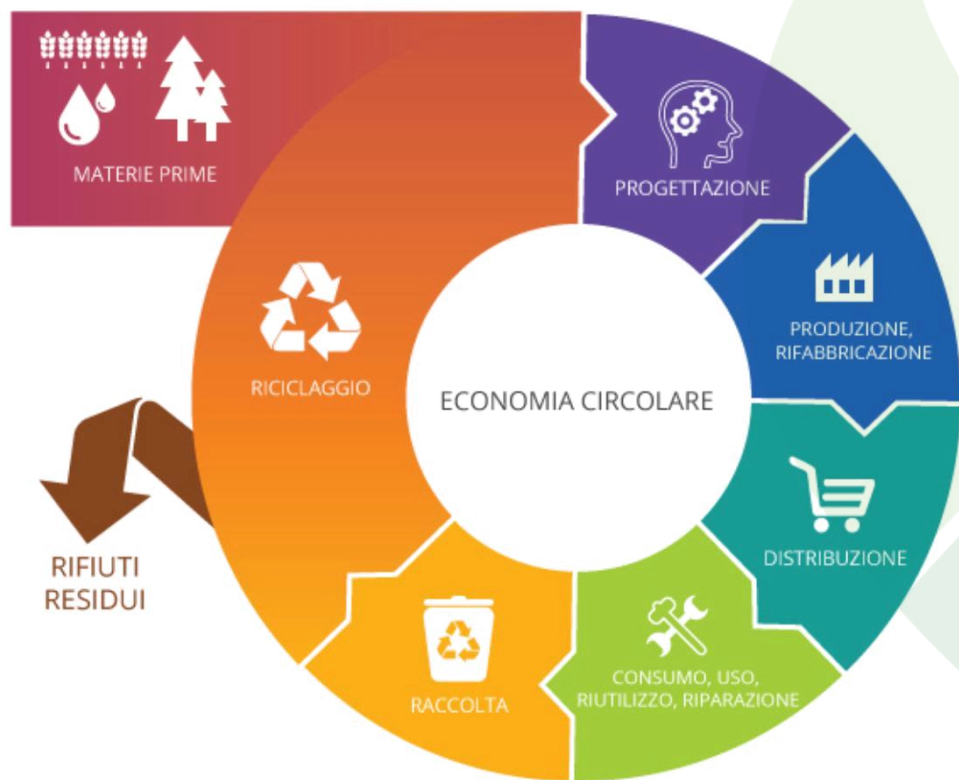 MATERIE PRIME
PROGETTAZIONE
PRODUZIONE,
RIFABBRICAZIONE
RICICLAGGIO
ECONOMIA CIRCOLARE
DISTRIBUZIONE
RIFIUTI
RESIDUI
CONSUMO, USO,
RIUTILIZZO, RIPARAZIONE
RACCOLTA